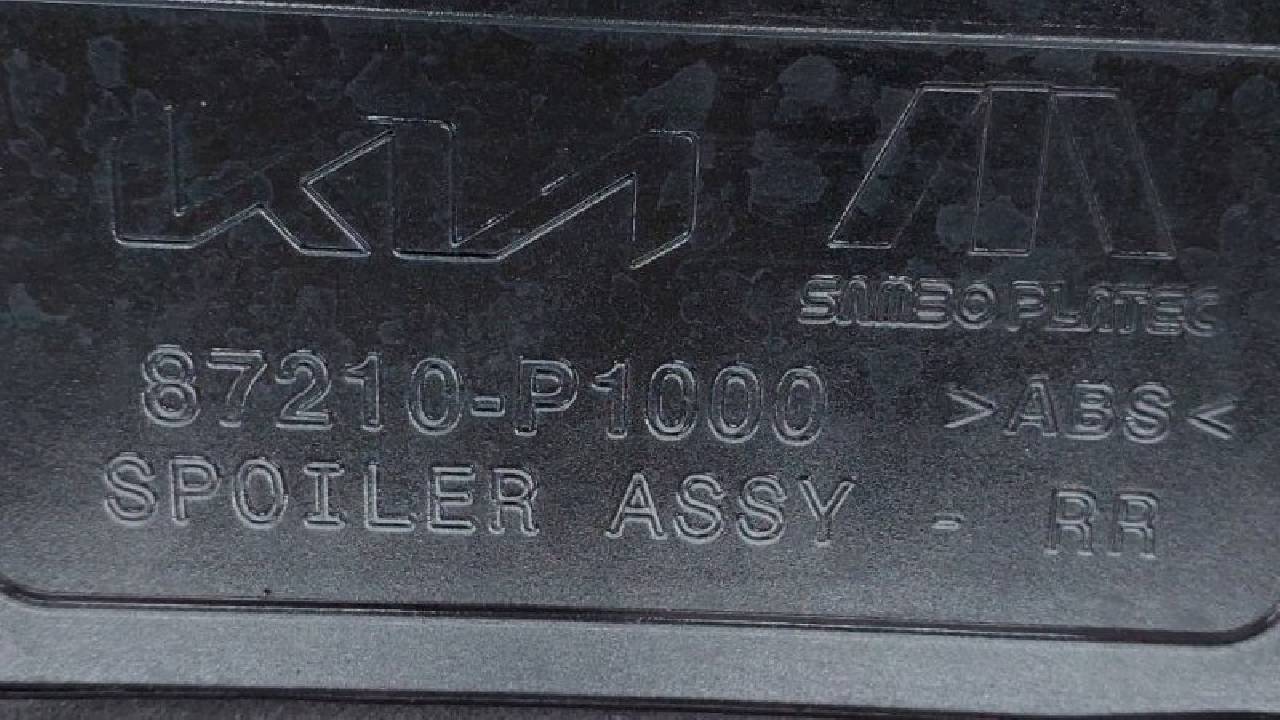 KIA
SAMBO PLATEC
87210-P1000 >ABS<
SPOILER ASSY - RR